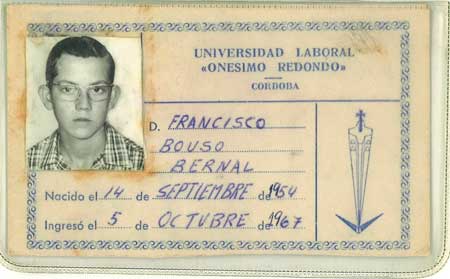 UNIVERSIDAD LABORAL
«ONESIMO REDONDO»
CORDOBA
D. FRANCISCO
BOUSO
BERNAL
Nacido el 14 de SEPTIEMBRE de 1954
Ingresó el 5 de OCTUBRE de 1967